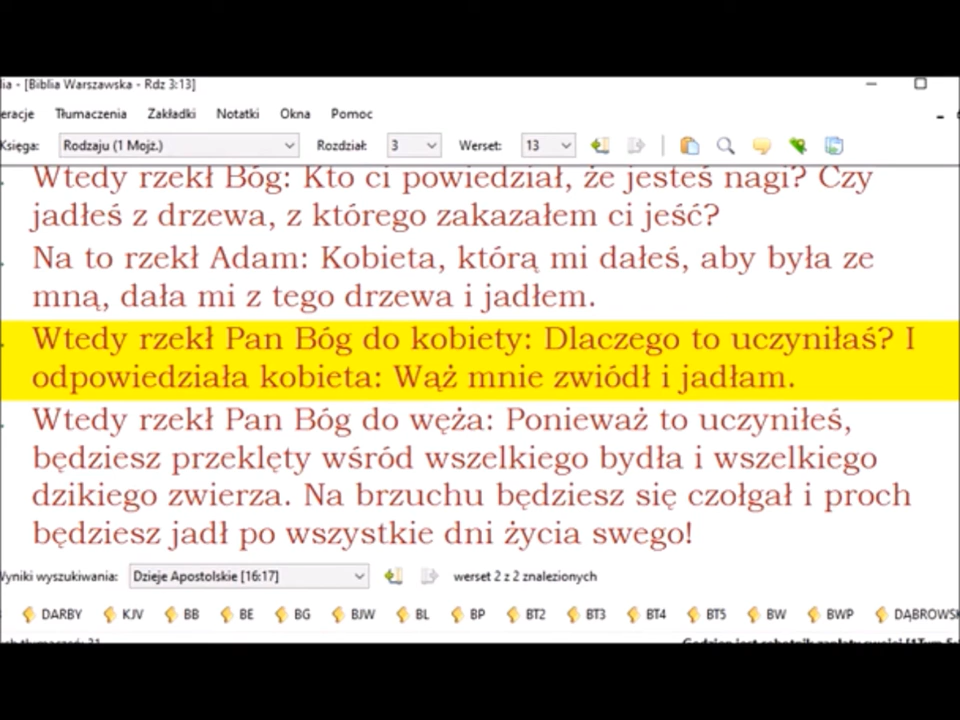 lia - [Biblia Warszawska - Rdz 3:13]
eracje Tłumaczenia Zakładki Notatki Okna Pomoc
Księga: Rodzaju (1 Mojż.) Rozdział: 3 Werset: 13
Wtedy rzekł Bóg: Kto ci powiedział, że jesteś nagi? Czy
jadłeś z drzewa, z którego zakazałem ci jeść?
Na to rzekł Adam: Kobieta, którą mi dałeś, aby była ze
mną, dała mi z tego drzewa i jadłem.
Wtedy rzekł Pan Bóg do kobiety: Dlaczego to uczyniłaś? I
odpowiedziała kobieta: Wąż mnie zwiódł i jadłam.
Wtedy rzekł Pan Bóg do węża: Ponieważ to uczyniłeś,
będziesz przeklęty wśród wszelkiego bydła i wszelkiego
dzikiego zwierza. Na brzuchu będziesz się czołgał i proch
będziesz jadł po wszystkie dni życia swego!
Wyniki wyszukiwania: Dzieje Apostolskie [16:17] werset 2 z 2 znalezionych
DARBY KJV BB BE BG BJW BL BP BT2 BT3 BT4 BT5 BW BWP DĄBROWSK